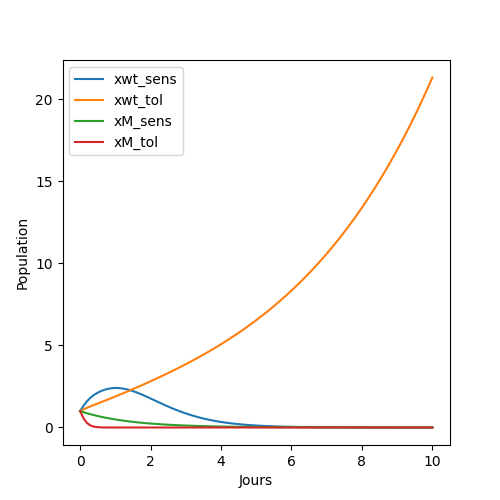 xwt_sens
xwt_tol
xM_sens
xM_tol
20
15
10
5
0
Population
0 2 4 6 8 10
Jours